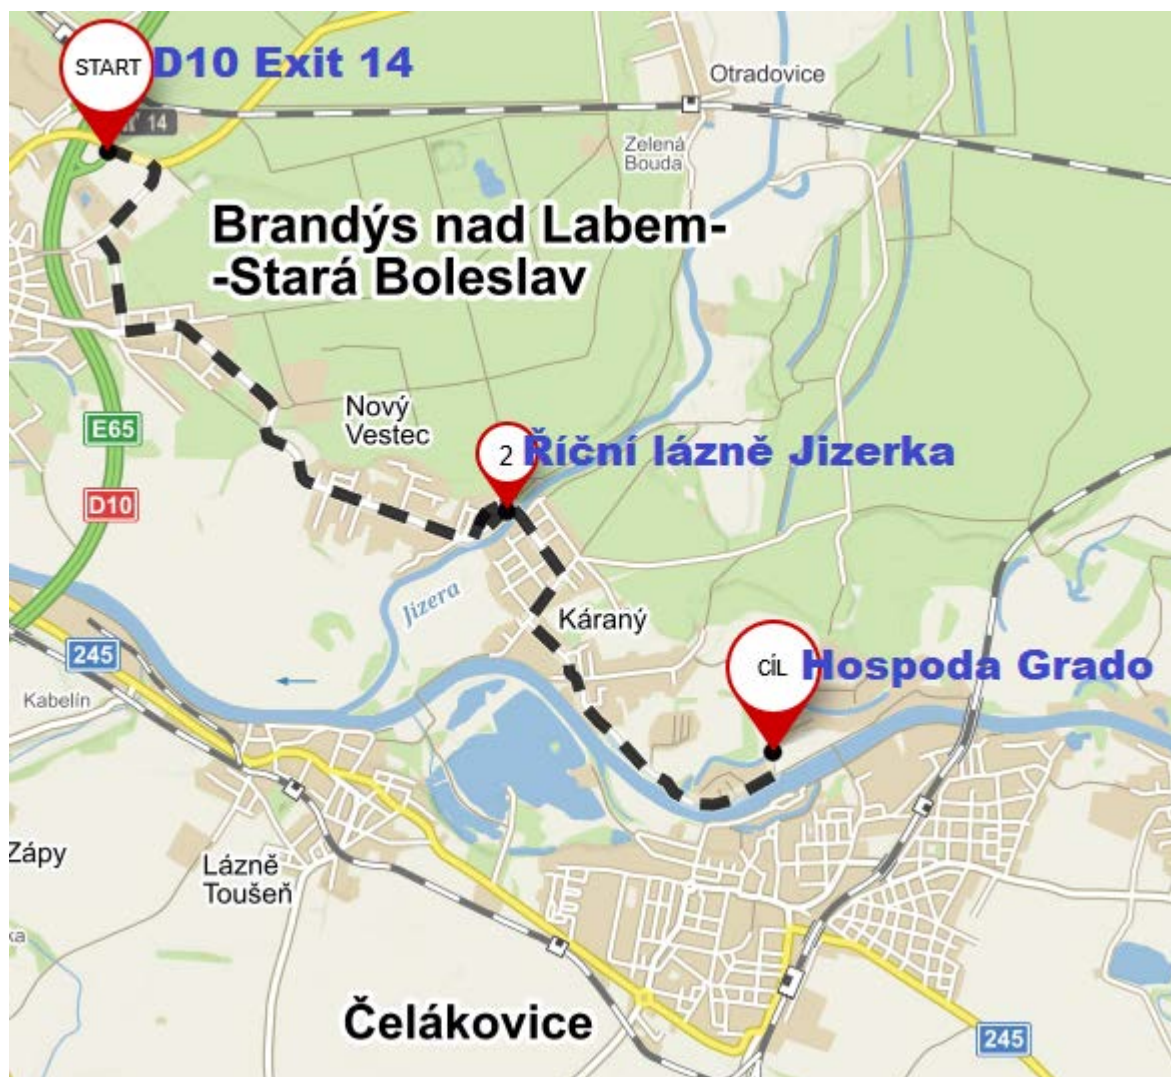 START
D10 Exit 14
14
Otradovice
Zelená
Bouda
Brandýs nad Labem-
-Stará Boleslav
E65
Nový
Vestec
2
Říční lázně Jizerka
D10
Jizera
Káraný
245
CÍL
Hospoda Grado
Kabelín
Zápy
Lázně
Toušeň
ka
Čelákovice
245